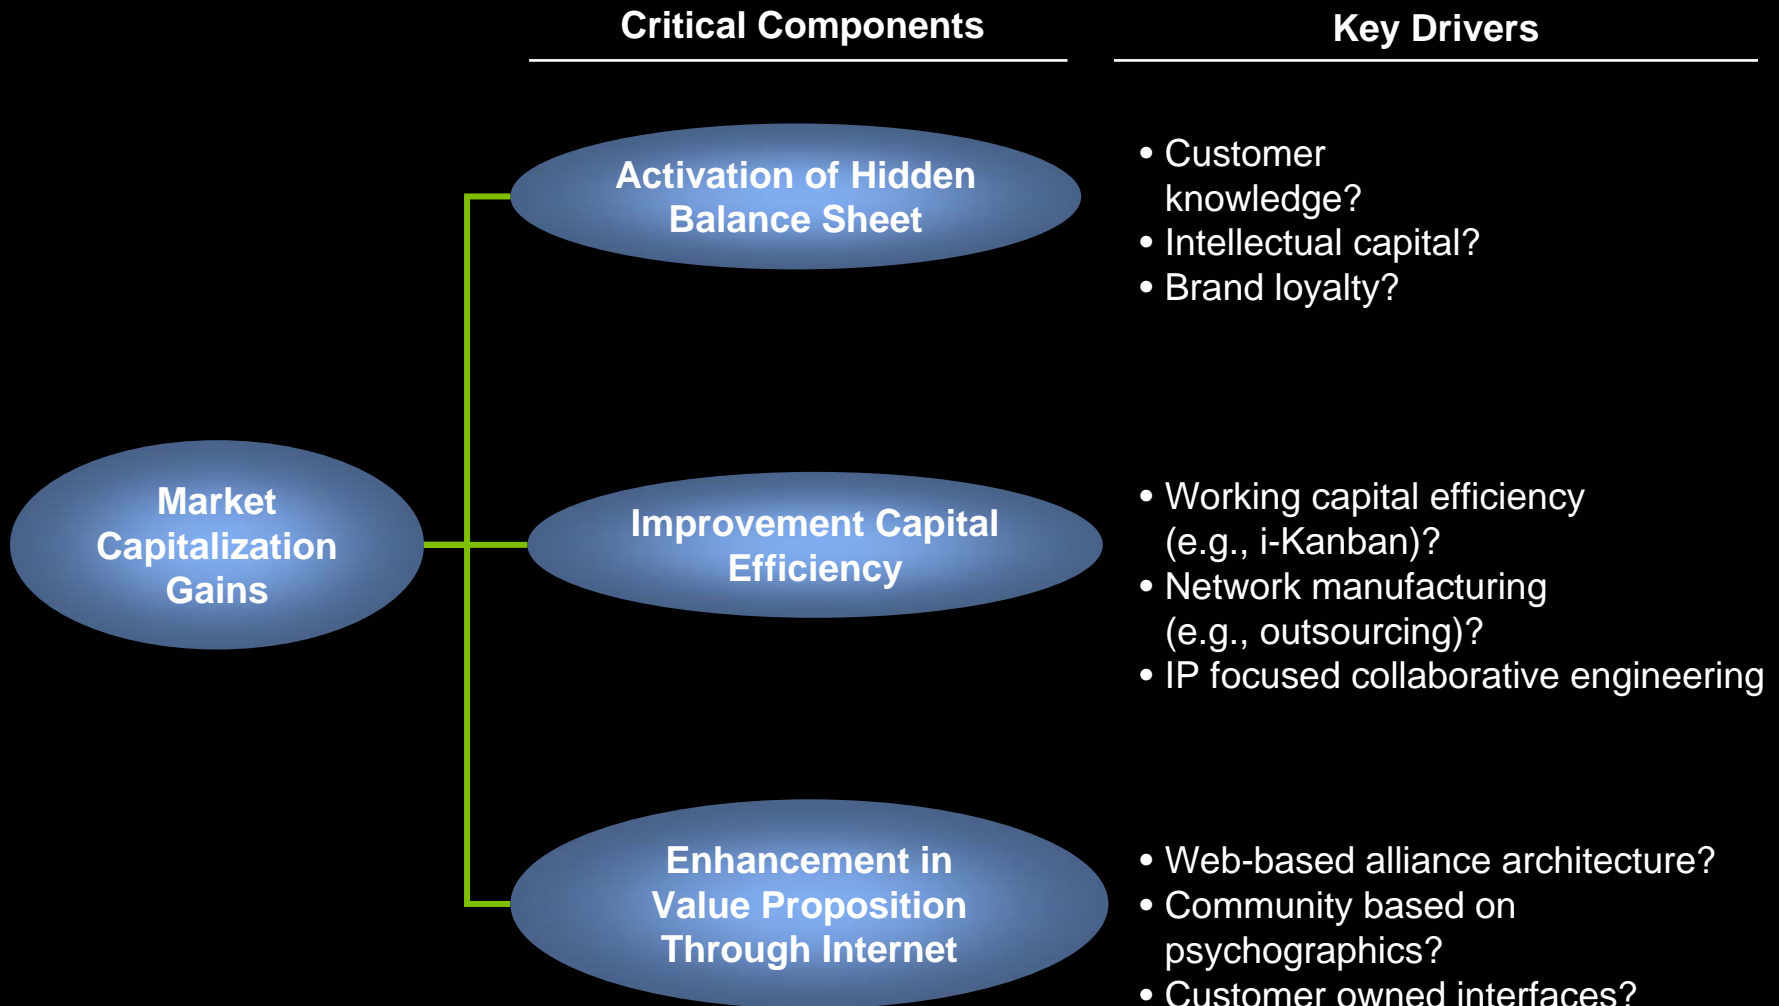 Critical Components
Key Drivers
Activation of Hidden
Balance Sheet
• Customer
knowledge?
• Intellectual capital?
• Brand loyalty?
Market
Capitalization
Gains
Improvement Capital
Efficiency
• Working capital efficiency
(e.g., i-Kanban)?
• Network manufacturing
(e.g., outsourcing)?
• IP focused collaborative engineering
Enhancement in
Value Proposition
Through Internet
• Web-based alliance architecture?
• Community based on
psychographics?
• Customer owned interfaces?